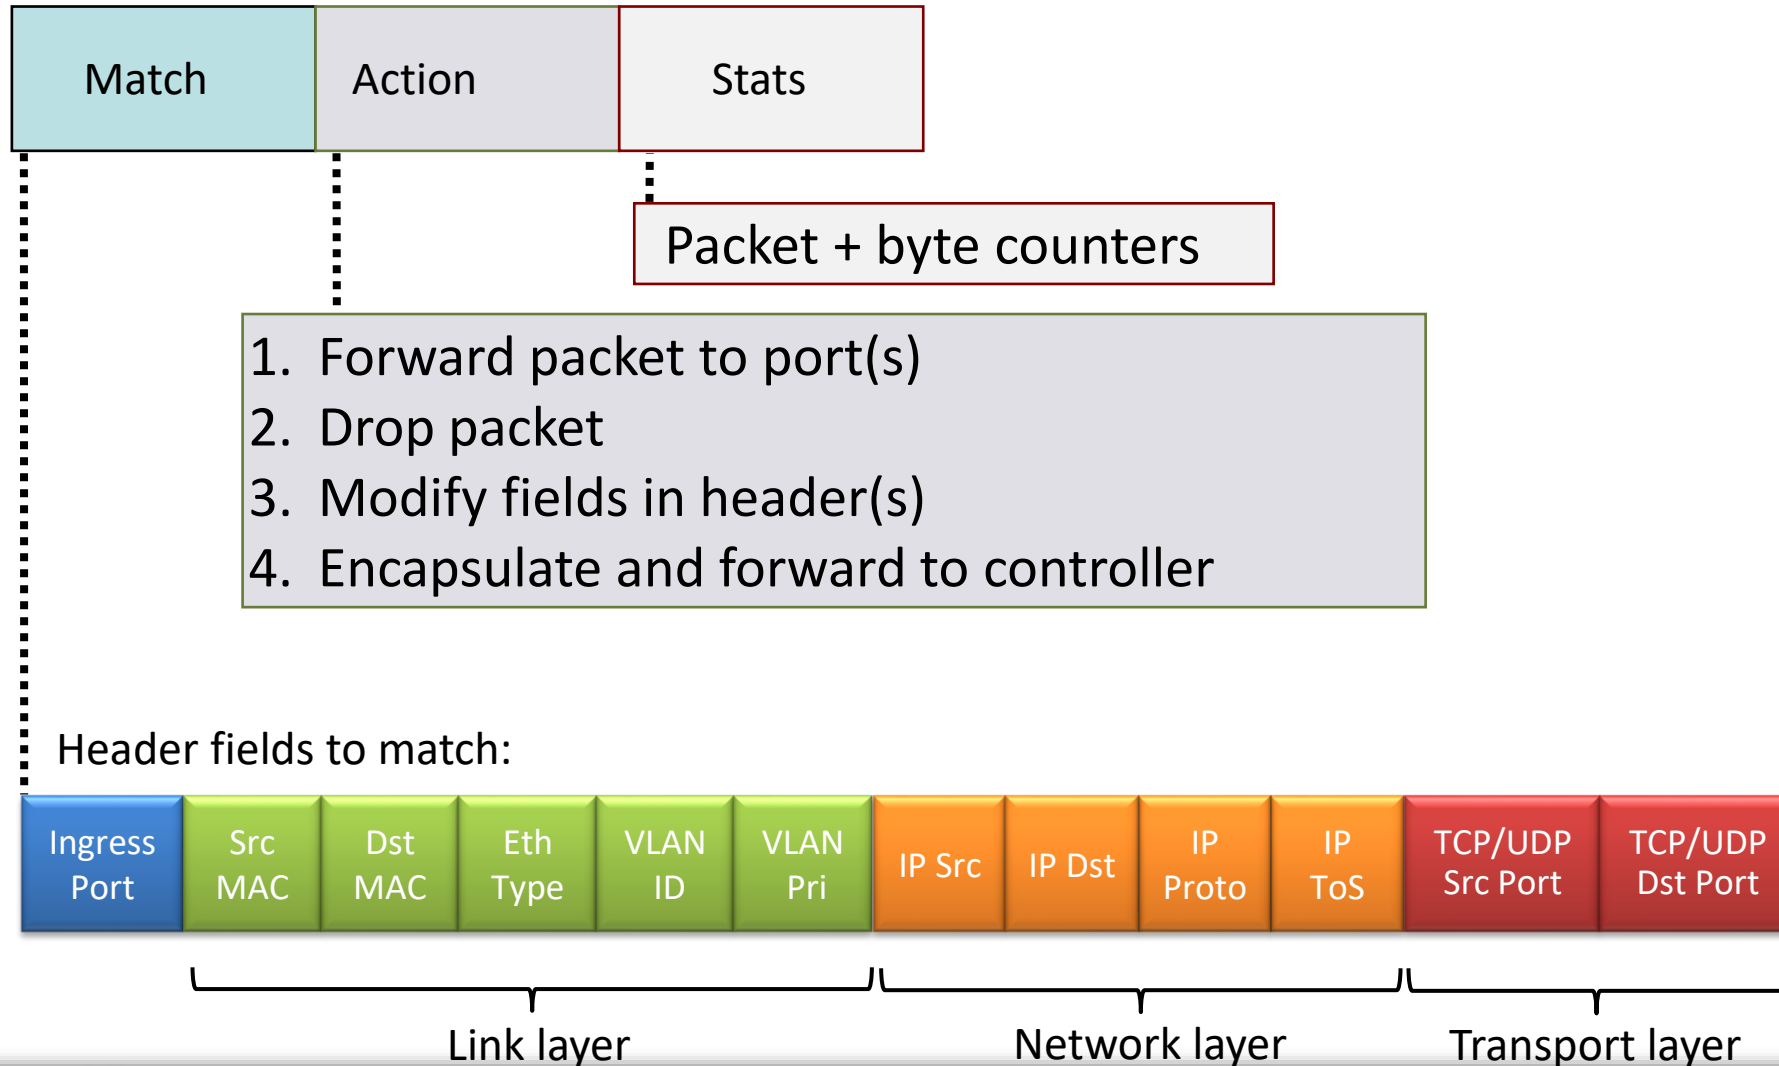 Match Action Stats
Packet + byte counters
1. Forward packet to port(s)
2. Drop packet
3. Modify fields in header(s)
4. Encapsulate and forward to controller
Header fields to match:
Ingress
Port
Src
MAC
Dst
MAC
Eth
Type
VLAN
ID
VLAN
Pri
IP Src
IP Dst
IP
Proto
IP
ToS
TCP/UDP
Src Port
TCP/UDP
Dst Port
Link layer
Network layer
Transport layer